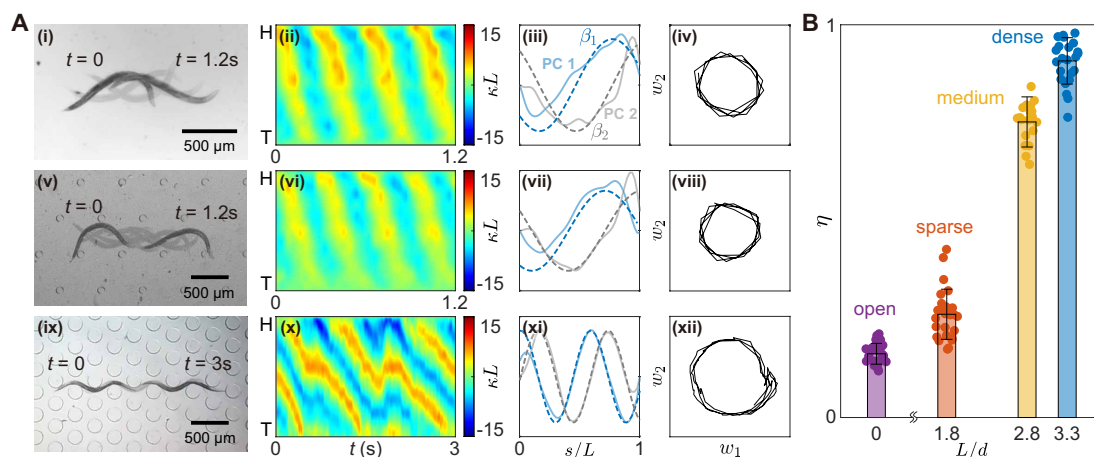 A
B
(i)
t = 0
t = 1.2s
500 μm
(ii)
H
T
0
1.2
15
κL
-15
(iii)
β1
PC 1
PC 2
β2
(iv)
w2
(v)
t = 0
t = 1.2s
500 μm
(vi)
H
T
0
1.2
15
κL
-15
(vii)
(viii)
w2
(ix)
t = 0
t = 3s
500 μm
(x)
H
T
0
t (s)
3
15
κL
-15
(xi)
0
s/L
1
(xii)
w2
w1
1
η
0
open
sparse
medium
dense
0
1.8
2.8
3.3
L/d